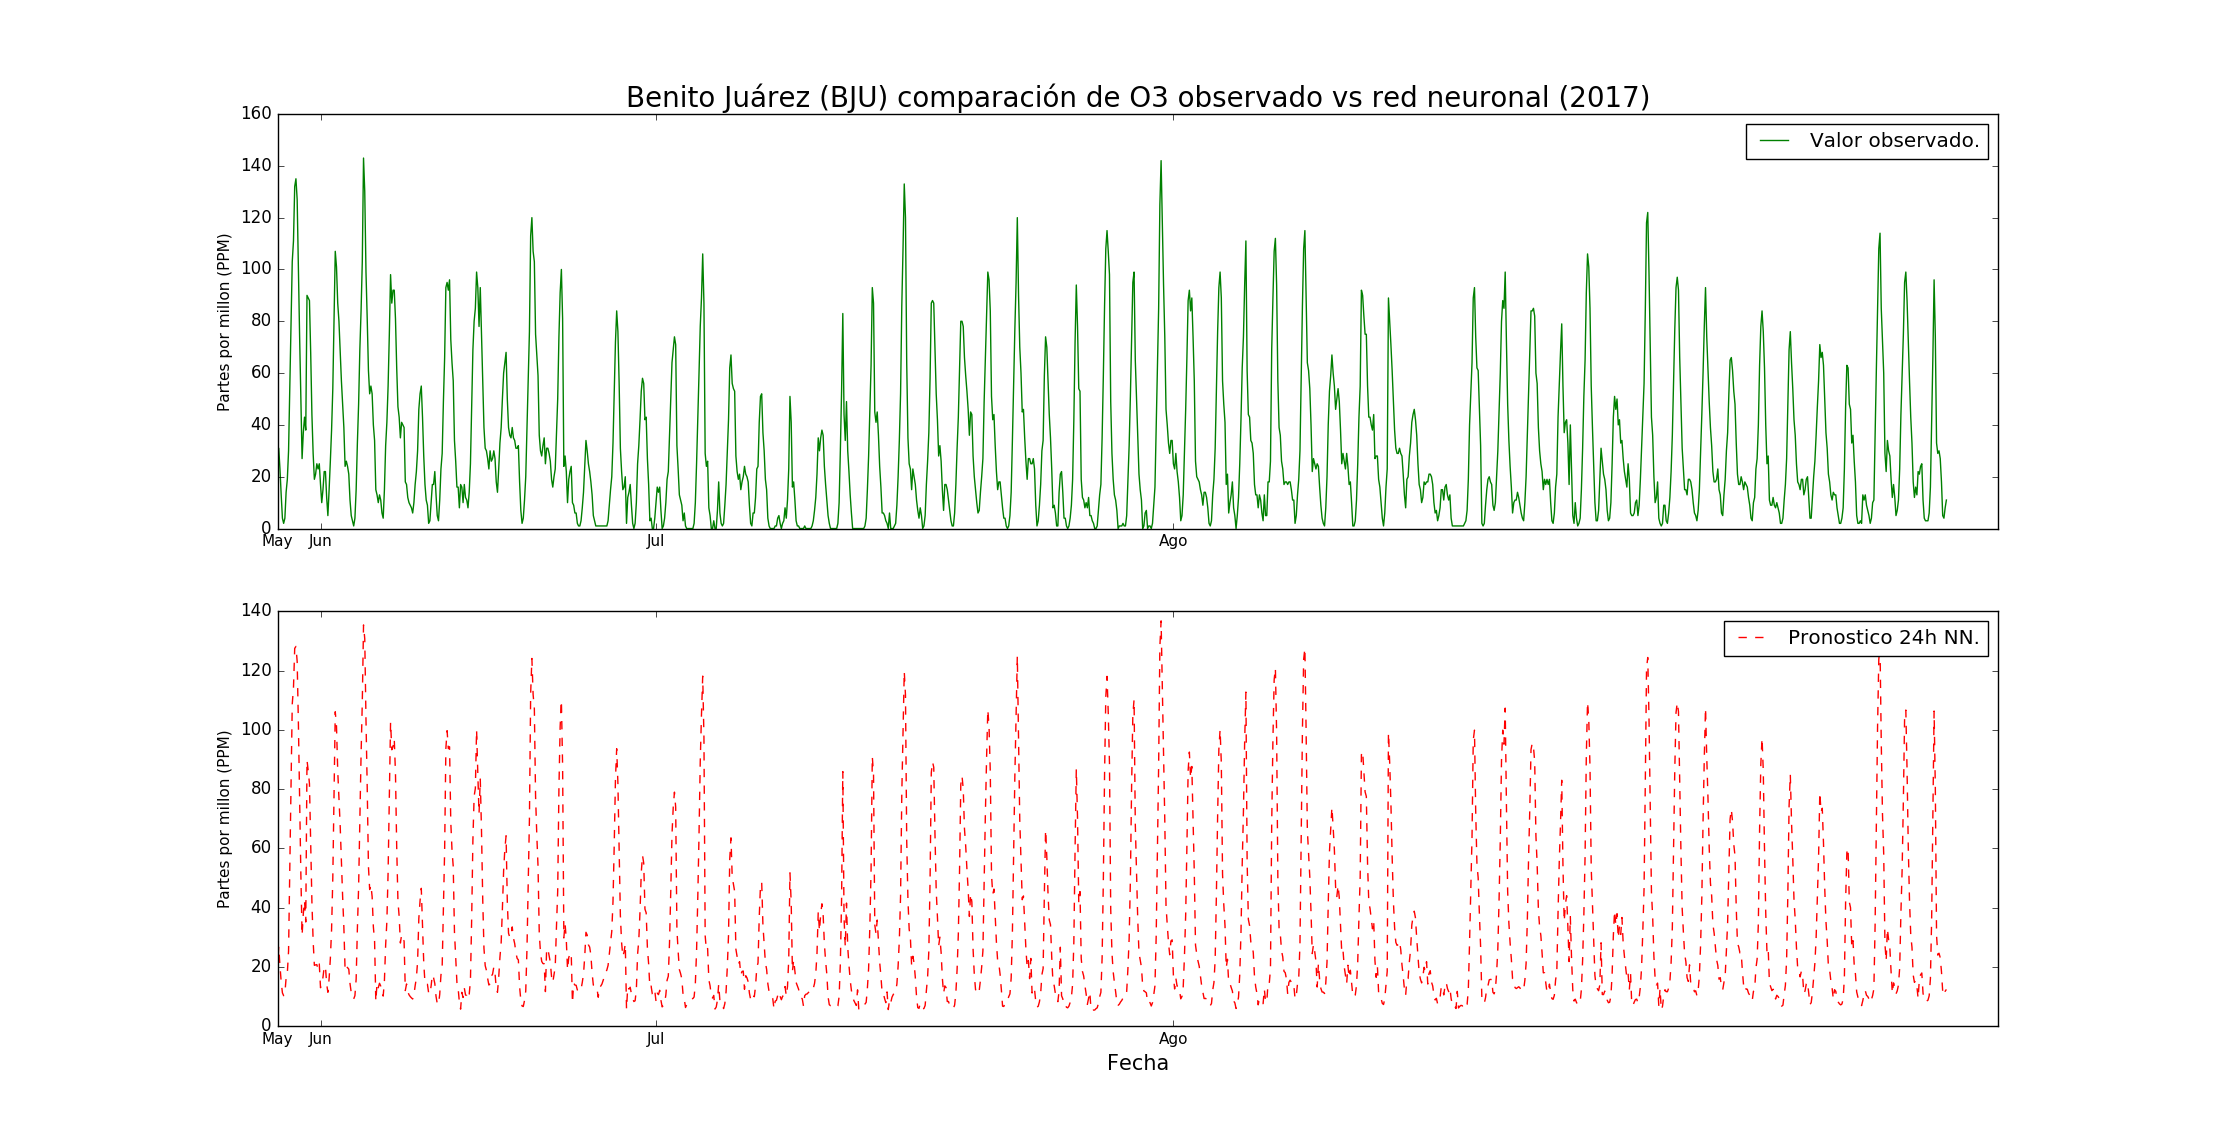 Benito Juárez (BJU) comparación de O3 observado vs red neuronal (2017)
160
140
120
100
80
60
40
20
0
Partes por millon (PPM)
Valor observado.
May Jun Jul Ago
140
120
100
80
60
40
20
0
Partes por millon (PPM)
Pronostico 24h NN.
May Jun Jul Ago
Fecha